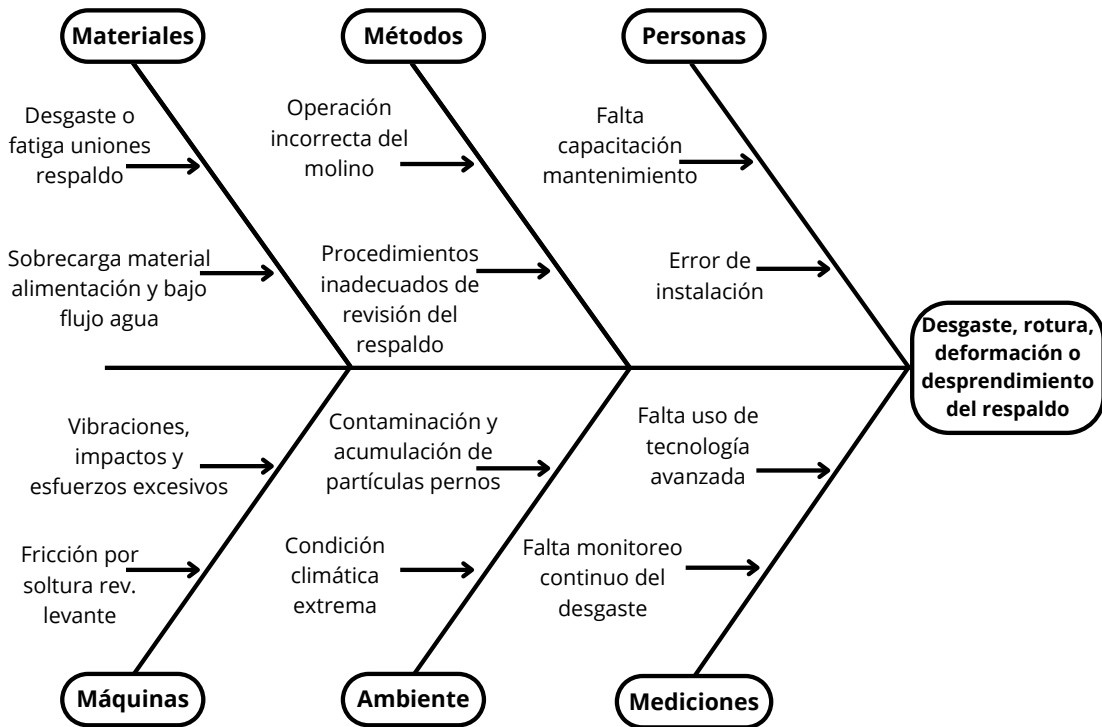 Materiales
Métodos
Personas
Desgaste o
fatiga uniones
respaldo
Operación
incorrecta del
molino
Falta
capacitación
mantenimiento
Sobrecarga material
alimentación y bajo
flujo agua
Procedimientos
inadecuados de
revisión del
respaldo
Error de
instalación
Desgaste, rotura,
deformación o
desprendimiento
del respaldo
Vibraciones,
impactos y
esfuerzos excesivos
Contaminación y
acumulación de
partículas pernos
Falta uso de
tecnología
avanzada
Fricción por
soltura rev.
levante
Condición
climática
extrema
Falta monitoreo
continuo del
desgaste
Máquinas
Ambiente
Mediciones